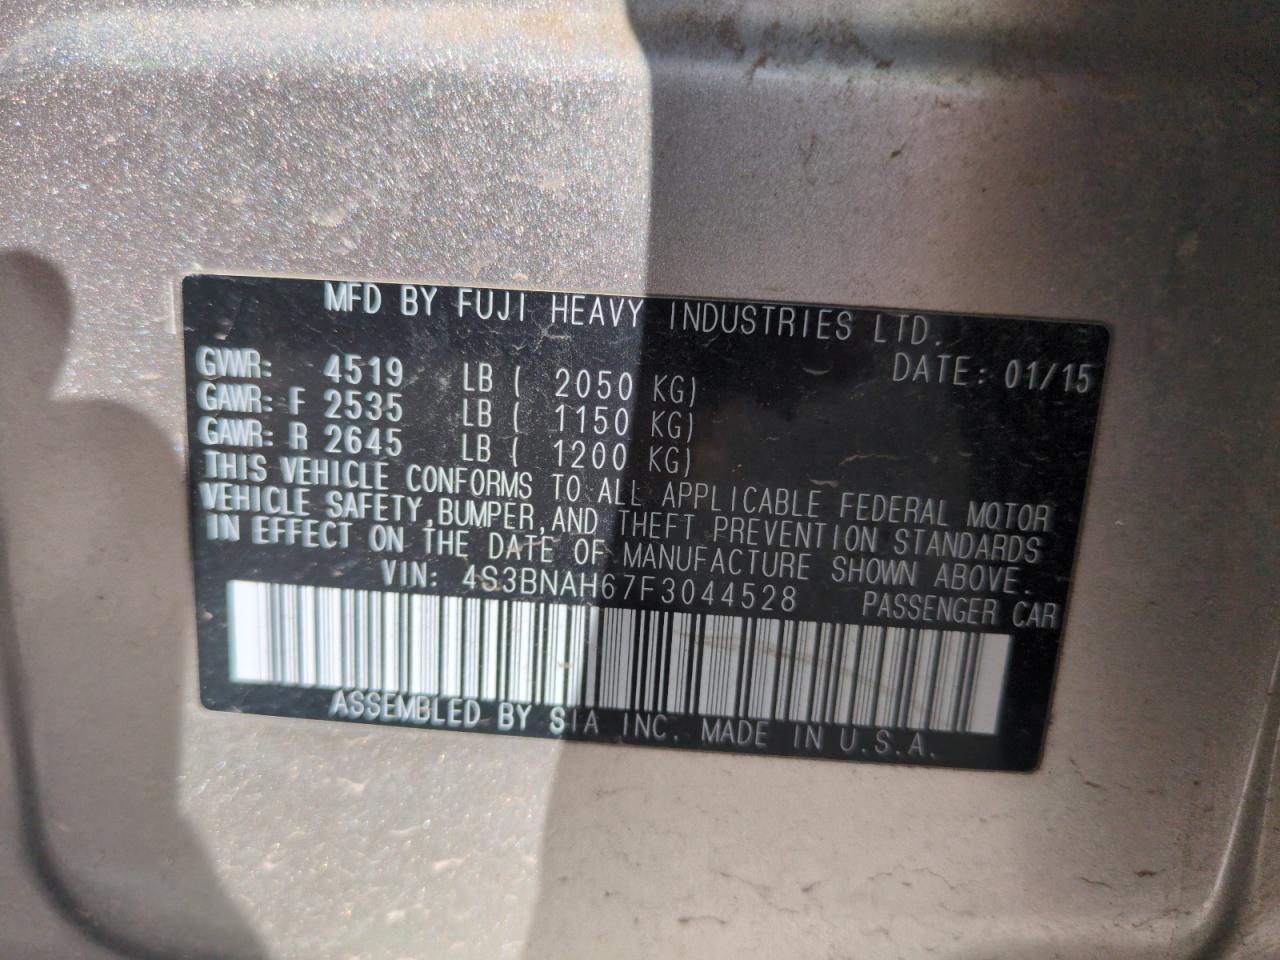 MFD BY FUJI HEAVY INDUSTRIES LTD.
DATE: 01/15
GVWR: 4519 LB ( 2050 KG)
GAWR: F 2535 LB ( 1150 KG)
GAWR: R 2645 LB ( 1200 KG)
THIS VEHICLE CONFORMS TO ALL APPLICABLE FEDERAL MOTOR
VEHICLE SAFETY, BUMPER, AND THEFT PREVENTION STANDARDS
IN EFFECT ON THE DATE OF MANUFACTURE SHOWN ABOVE.
VIN: 4S3BNAH67F3044528 PASSENGER CAR
ASSEMBLED BY SIA INC. MADE IN U.S.A.